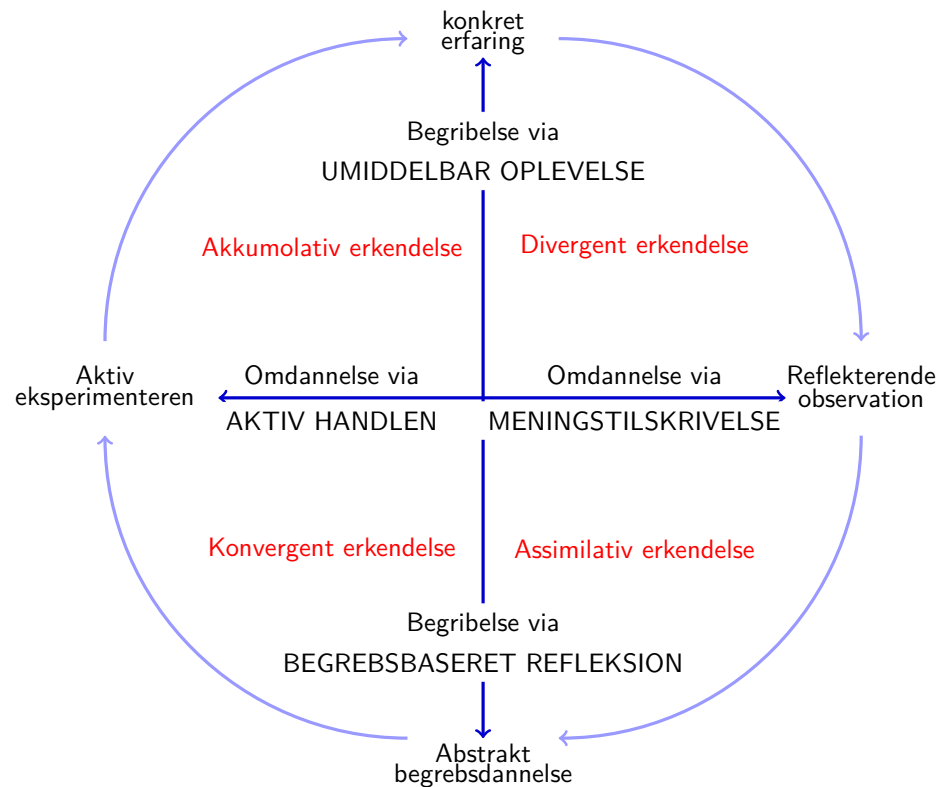 konkret
erfaring
Begribelse via
UMIDDELBAR OPLEVELSE
Akkumolativ erkendelse
Divergent erkendelse
Aktiv
eksperimenteren
Omdannelse via
AKTIV HANDLEN
Omdannelse via
MENINGSTILSKRIVELSE
Reflekterende
observation
Konvergent erkendelse
Assimilativ erkendelse
Begribelse via
BEGREBSBASERET REFLEKSION
Abstrakt
begrebsdannelse